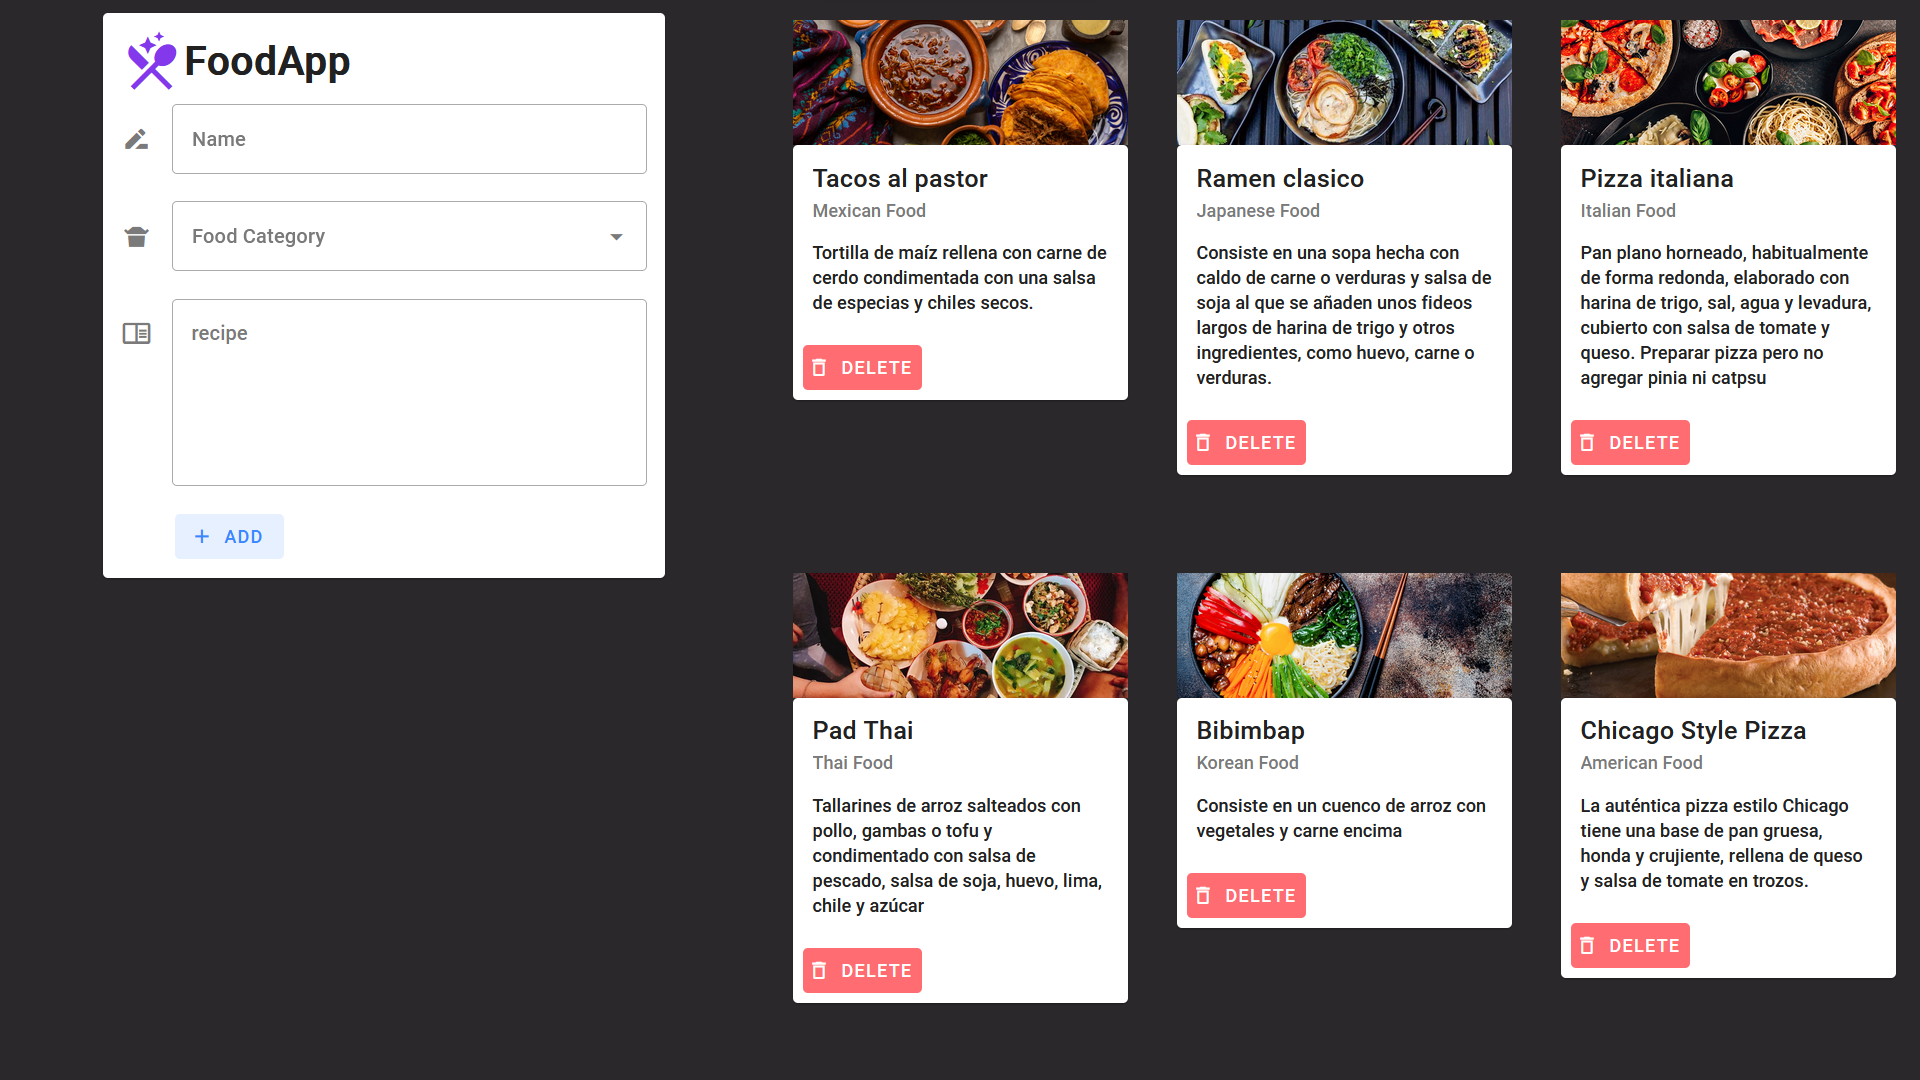 FoodApp
Name
Food Category
recipe
+ ADD
Tacos al pastor
Mexican Food
Tortilla de maíz rellena con carne de
cerdo condimentada con una salsa
de especias y chiles secos.
DELETE
Ramen clasico
Japanese Food
Consiste en una sopa hecha con
caldo de carne o verduras y salsa de
soja al que se añaden unos fideos
largos de harina de trigo y otros
ingredientes, como huevo, carne o
verduras.
DELETE
Pizza italiana
Italian Food
Pan plano horneado, habitualmente
de forma redonda, elaborado con
harina de trigo, sal, agua y levadura,
cubierto con salsa de tomate y
queso. Preparar pizza pero no
agregar pinia ni catpsu
DELETE
Pad Thai
Thai Food
Tallarines de arroz salteados con
pollo, gambas o tofu y
condimentado con salsa de
pescado, salsa de soja, huevo, lima,
chile y azúcar
DELETE
Bibimbap
Korean Food
Consiste en un cuenco de arroz con
vegetales y carne encima
DELETE
Chicago Style Pizza
American Food
La auténtica pizza estilo Chicago
tiene una base de pan gruesa,
honda y crujiente, rellena de queso
y salsa de tomate en trozos.
DELETE